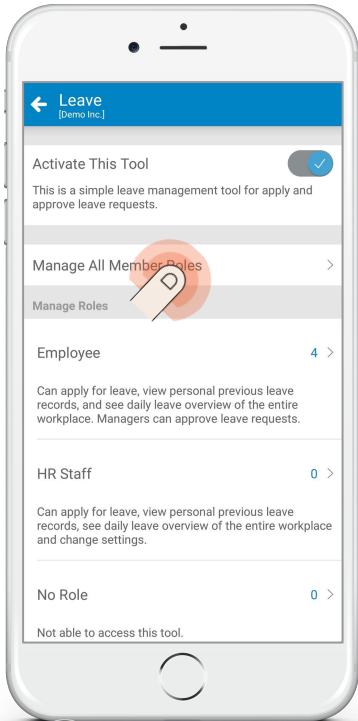 Leave
[Demo Inc.]
Activate This Tool
This is a simple leave management tool for apply and
approve leave requests.
Manage All Member Roles
Manage Roles
Employee 4
Can apply for leave, view personal previous leave
records, and see daily leave overview of the entire
workplace. Managers can approve leave requests.
HR Staff 0
Can apply for leave, view personal previous leave
records, see daily leave overview of the entire workplace
and change settings.
No Role 0
Not able to access this tool.